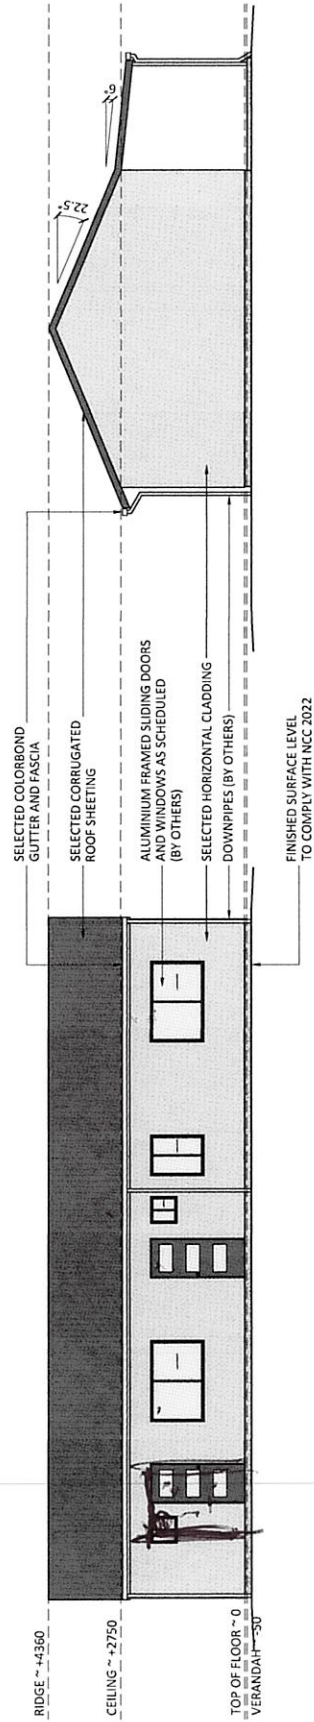 RIDGE ~ +4360
CEILING ~ +2750
TOP OF FLOOR ~ 0
VERANDAH ~ -50
SELECTED COLORBOND
GUTTER AND FASCIA
SELECTED CORRUGATED
ROOF SHEETING
ALUMINIUM FRAMED SLIDING DOORS
AND WINDOWS AS SCHEDULED
(BY OTHERS)
SELECTED HORIZONTAL CLADDING
DOWNPIPES (BY OTHERS)
FINISHED SURFACE LEVEL
TO COMPLY WITH NCC 2022
22.5°
6°